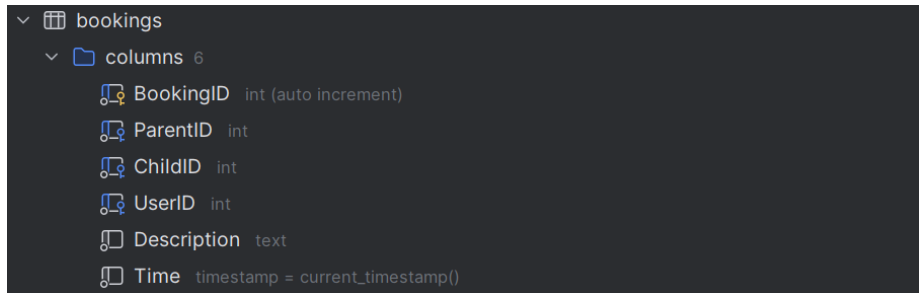 bookings
columns 6
BookingID int (auto increment)
ParentID int
ChildID int
UserID int
Description text
Time timestamp = current_timestamp()